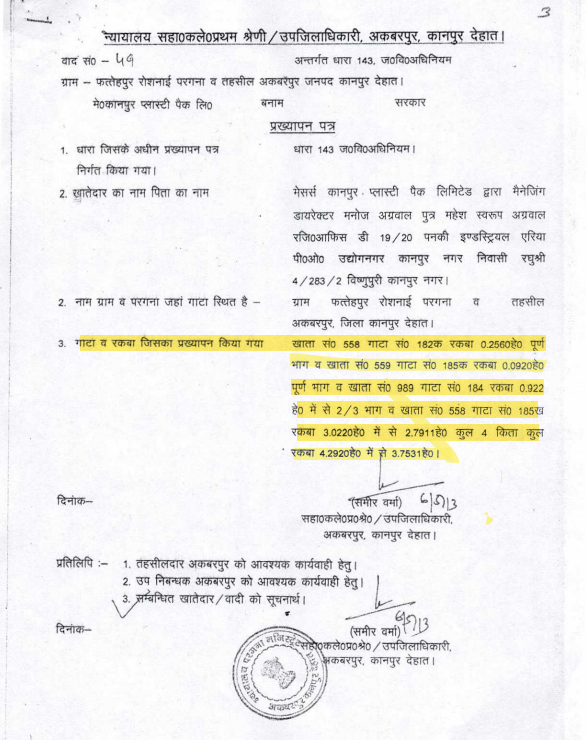 3
न्यायालय सहा0कले0प्रथम श्रेणी/उपजिलाधिकारी, अकबरपुर, कानपुर देहात।
वाद सं0 – 49 अन्तर्गत धारा 143, ज0वि0अधिनियम
ग्राम – फत्तेहपुर रोशनाई परगना व तहसील अकबरपुर जनपद कानपुर देहात।
मे0कानपुर प्लास्टी पैक लि0 बनाम सरकार
प्रख्यापन पत्र
1. धारा जिसके अधीन प्रख्यापन पत्र धारा 143 ज0वि0अधिनियम।
निर्गत किया गया।
2. खातेदार का नाम पिता का नाम मेसर्स कानपुर प्लास्टी पैक लिमिटेड द्वारा मैनेजिंग
डायरेक्टर मनोज अग्रवाल पुत्र महेश स्वरूप अग्रवाल
रजि0आफिस डी 19/20 पनकी इण्डस्ट्रियल एरिया
पी0ओ0 उद्योगनगर कानपुर नगर निवासी रघुश्री
4/283/2 विष्णुपुरी कानपुर नगर।
2. नाम ग्राम व परगना जहां गाटा स्थित है – ग्राम फत्तेहपुर रोशनाई परगना व तहसील
अकबरपुर, जिला कानपुर देहात।
3. गाटा व रकबा जिसका प्रख्यापन किया गया खाता सं0 558 गाटा सं0 182क रकबा 0.2560हे0 पूर्ण
भाग व खाता सं0 559 गाटा सं0 185क रकबा 0.0920हे0
पूर्ण भाग व खाता सं0 989 गाटा सं0 184 रकबा 0.922
हे0 में से 2/3 भाग व खाता सं0 558 गाटा सं0 185ख
रकबा 3.0220हे0 में से 2.7911हे0 कुल 4 किता कुल
रकबा 4.2920हे0 में से 3.7531हे0।
दिनांक– (समीर वर्मा) 6/5/13
सहा0कले0प्र0श्रे0/उपजिलाधिकारी,
अकबरपुर, कानपुर देहात।
प्रतिलिपि :– 1. तहसीलदार अकबरपुर को आवश्यक कार्यवाही हेतु।
2. उप निबन्धक अकबरपुर को आवश्यक कार्यवाही हेतु।
3. सम्बन्धित खातेदार/वादी को सूचनार्थ।
दिनांक– (समीर वर्मा) 6/5/13
सहा0कले0प्र0श्रे0/उपजिलाधिकारी,
अकबरपुर, कानपुर देहात।
न्यायालय परगना मजिस्ट्रेट